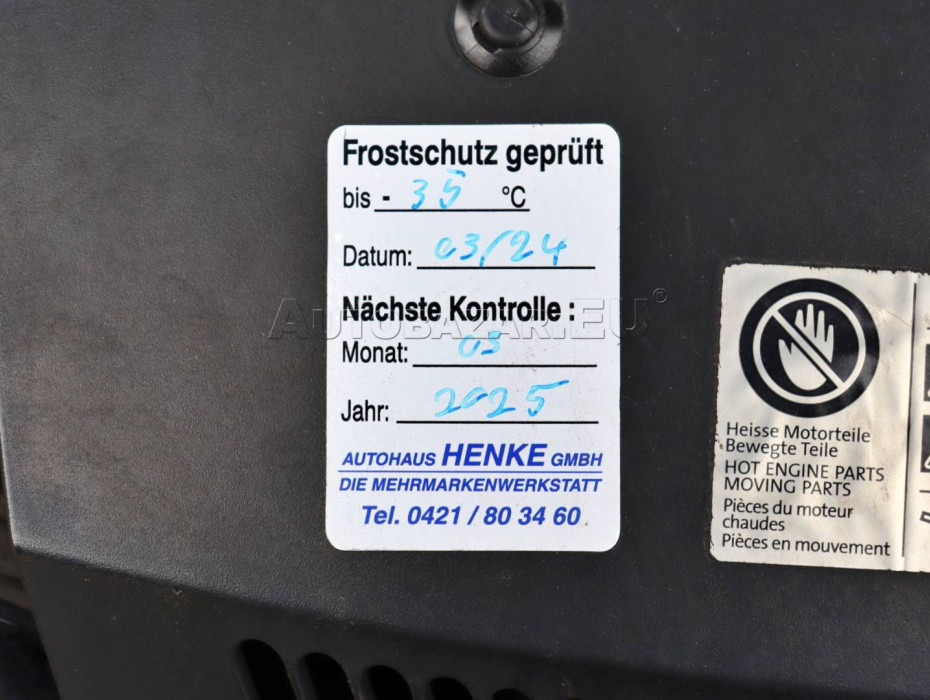 Frostschutz geprüft
bis - 35 °C
Datum: 03/24
Nächste Kontrolle :
Monat: 03
Jahr: 2025
AUTOHAUS HENKE GMBH
DIE MEHRMARKENWERKSTATT
Tel. 0421 / 80 34 60
AUTOBAZAR.EU©
Heisse Motorteile
Bewegte Teile
HOT ENGINE PARTS
MOVING PARTS
Pièces du moteur
chaudes
Pièces en mouvement